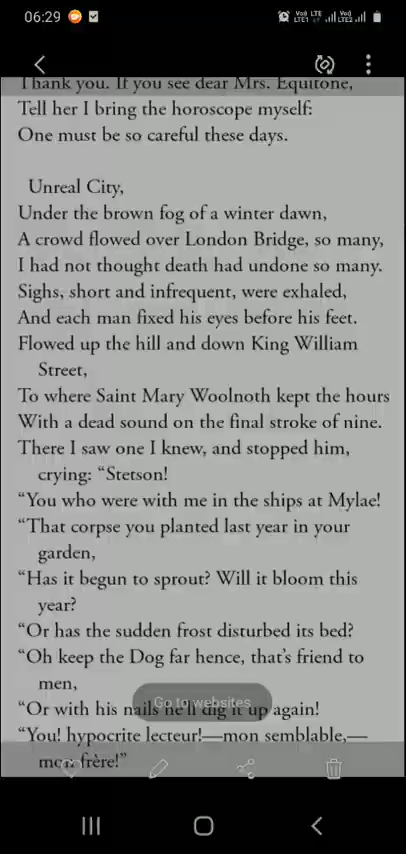 06:29
Vo) LTE LTE1 Vo) LTE2
Thank you. If you see dear Mrs. Equitone,
Tell her I bring the horoscope myself:
One must be so careful these days.
Unreal City,
Under the brown fog of a winter dawn,
A crowd flowed over London Bridge, so many,
I had not thought death had undone so many.
Sighs, short and infrequent, were exhaled,
And each man fixed his eyes before his feet.
Flowed up the hill and down King William
Street,
To where Saint Mary Woolnoth kept the hours
With a dead sound on the final stroke of nine.
There I saw one I knew, and stopped him,
crying: “Stetson!
“You who were with me in the ships at Mylae!
“That corpse you planted last year in your
garden,
“Has it begun to sprout? Will it bloom this
year?
“Or has the sudden frost disturbed its bed?
“Oh keep the Dog far hence, that’s friend to
men,
Go to websites
“Or with his nails he’ll dig it up again!
“You! hypocrite lecteur!—mon semblable,—
mon frère!”